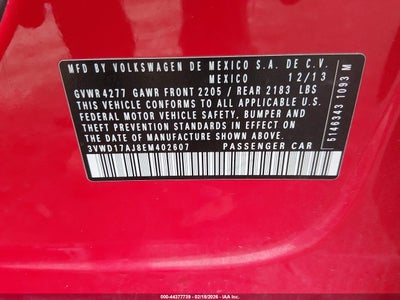 MFD BY VOLKSWAGEN DE MEXICO S.A. DE C.V.
MEXICO 12/13
GVWR 4277 GAWR FRONT 2205 / REAR 2183 LBS
THIS VEHICLE CONFORMS TO ALL APPLICABLE U.S.
FEDERAL MOTOR VEHICLE SAFETY, BUMPER AND
THEFT PREVENTION STANDARDS IN EFFECT ON
THE DATE OF MANUFACTURE SHOWN ABOVE.
3VWD17AJ8EM402607 PASSENGER CAR
5146343 1093 M
000-44377739 - 02/18/2026 - IAA Inc.